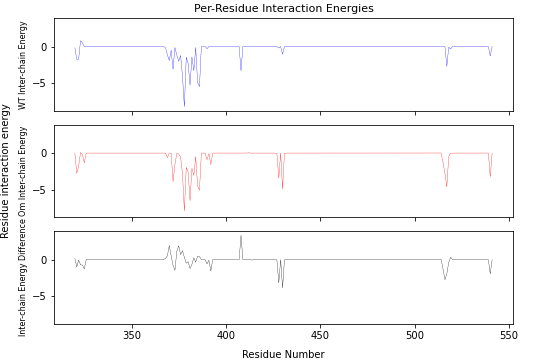 Per-Residue Interaction Energies
Residue interaction energy
WT Inter-chain Energy
0
−5
Om Inter-chain Energy
0
−5
Inter-chain Energy Difference
0
−5
350
400
450
500
550
Residue Number